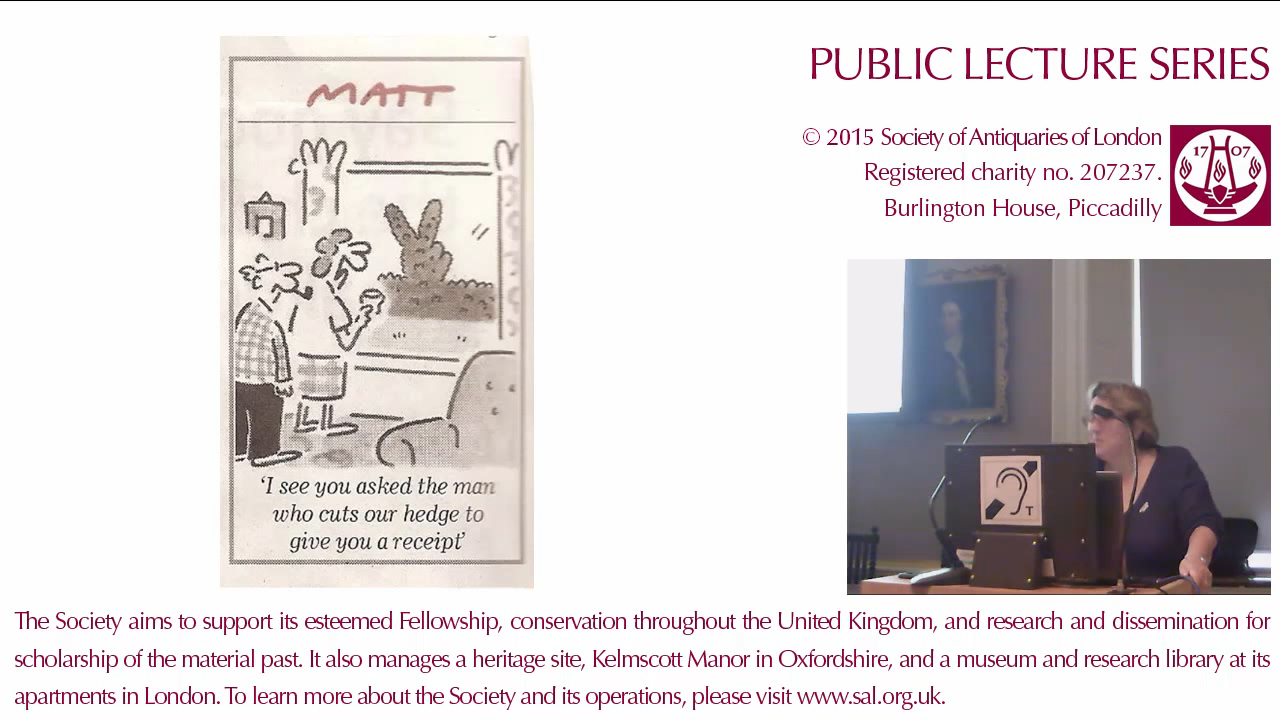 MATT
'I see you asked the man
who cuts our hedge to
give you a receipt'
PUBLIC LECTURE SERIES
© 2015 Society of Antiquaries of London
Registered charity no. 207237.
Burlington House, Piccadilly
17 07
T
The Society aims to support its esteemed Fellowship, conservation throughout the United Kingdom, and research and dissemination for
scholarship of the material past. It also manages a heritage site, Kelmscott Manor in Oxfordshire, and a museum and research library at its
apartments in London. To learn more about the Society and its operations, please visit www.sal.org.uk.